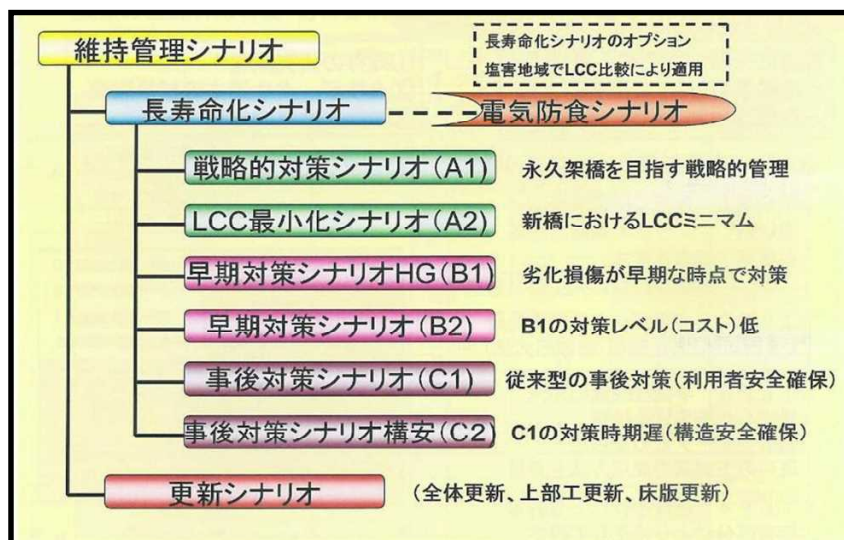 維持管理シナリオ
長寿命化シナリオのオプション
塩害地域でLCC比較により適用
長寿命化シナリオ
電気防食シナリオ
戦略的対策シナリオ(A1) 永久架橋を目指す戦略的管理
LCC最小化シナリオ(A2) 新橋におけるLCCミニマム
早期対策シナリオHG(B1) 劣化損傷が早期な時点で対策
早期対策シナリオ(B2) B1の対策レベル(コスト)低
事後対策シナリオ(C1) 従来型の事後対策(利用者安全確保)
事後対策シナリオ構安(C2) C1の対策時期遅(構造安全確保)
更新シナリオ (全体更新、上部工更新、床版更新)